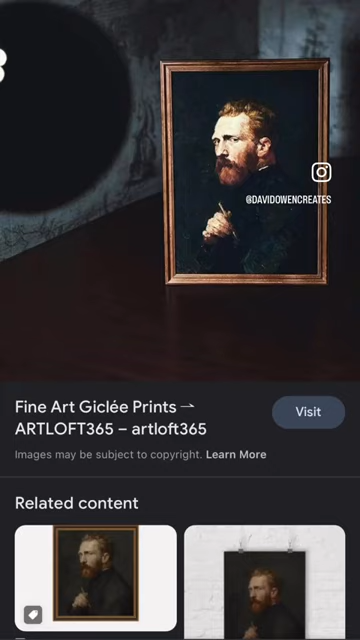 @DAVIDOWENCREATES
Fine Art Giclée Prints →
ARTLOFT365 – artloft365
Visit
Images may be subject to copyright. Learn More
Related content